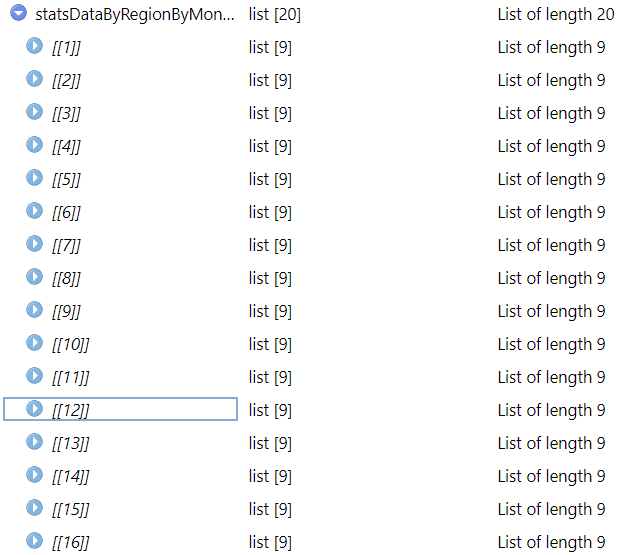 statsDataByRegionByMon... list [20] List of length 20
[[1]] list [9] List of length 9
[[2]] list [9] List of length 9
[[3]] list [9] List of length 9
[[4]] list [9] List of length 9
[[5]] list [9] List of length 9
[[6]] list [9] List of length 9
[[7]] list [9] List of length 9
[[8]] list [9] List of length 9
[[9]] list [9] List of length 9
[[10]] list [9] List of length 9
[[11]] list [9] List of length 9
[[12]] list [9] List of length 9
[[13]] list [9] List of length 9
[[14]] list [9] List of length 9
[[15]] list [9] List of length 9
[[16]] list [9] List of length 9